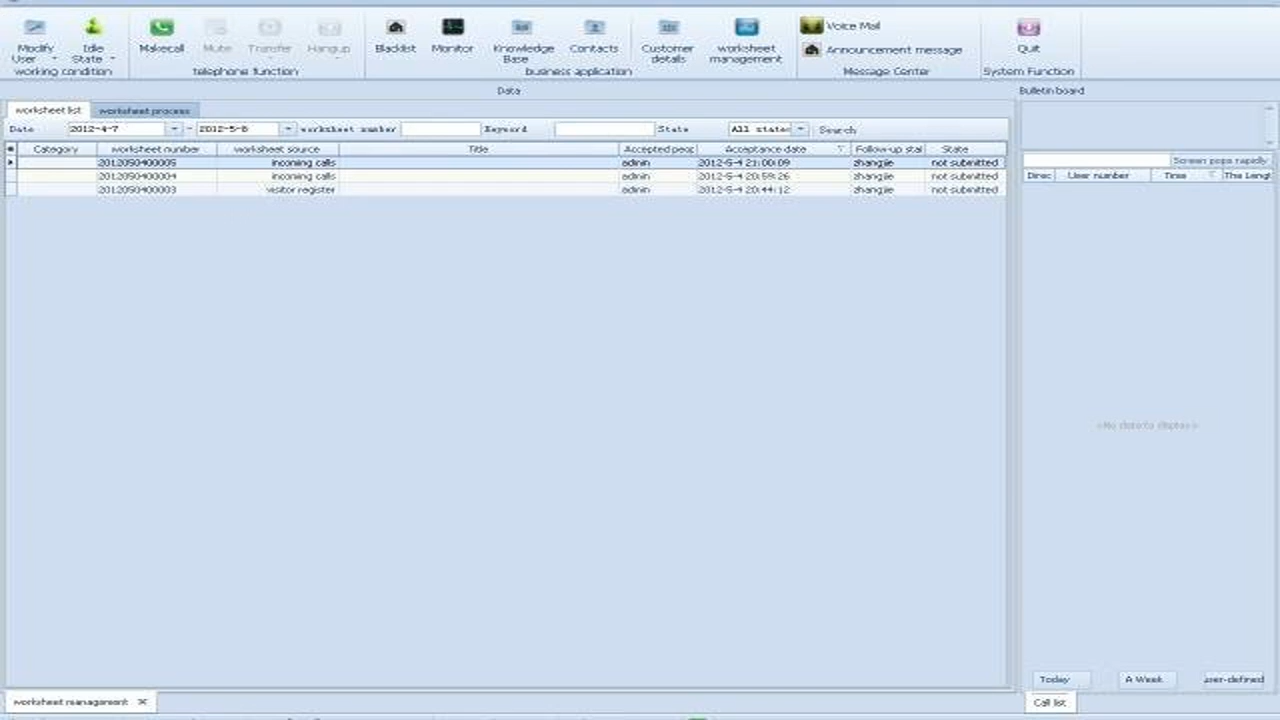 Modify User
Idle State
Makecall
Mute
Transfer
Hangup
Blacklist
Monitor
Knowledge Base
Contacts
Customer details
worksheet management
Voice Mail
Announcement message
Quit
working condition
telephone function
business application
Message Center
System Function
Data
Bulletin board
worksheet list
worksheet process
Date 2012-4-7 - 2012-5-8 worksheet number Keyword State All state Search
Category worksheet number worksheet source Title Accepted peop Acceptance date Follow-up stat State
2012050400005 incoming calls admin 2012-5-4 21:00:09 zhangjie not submitted
2012050400004 incoming calls admin 2012-5-4 20:59:26 zhangjie not submitted
2012050400003 visitor register admin 2012-5-4 20:44:12 zhangjie not submitted
Screen pops rapidly
Direc User number Time The Lengt
<No data to display>
Today
A Week
user-defined
worksheet management
Call list